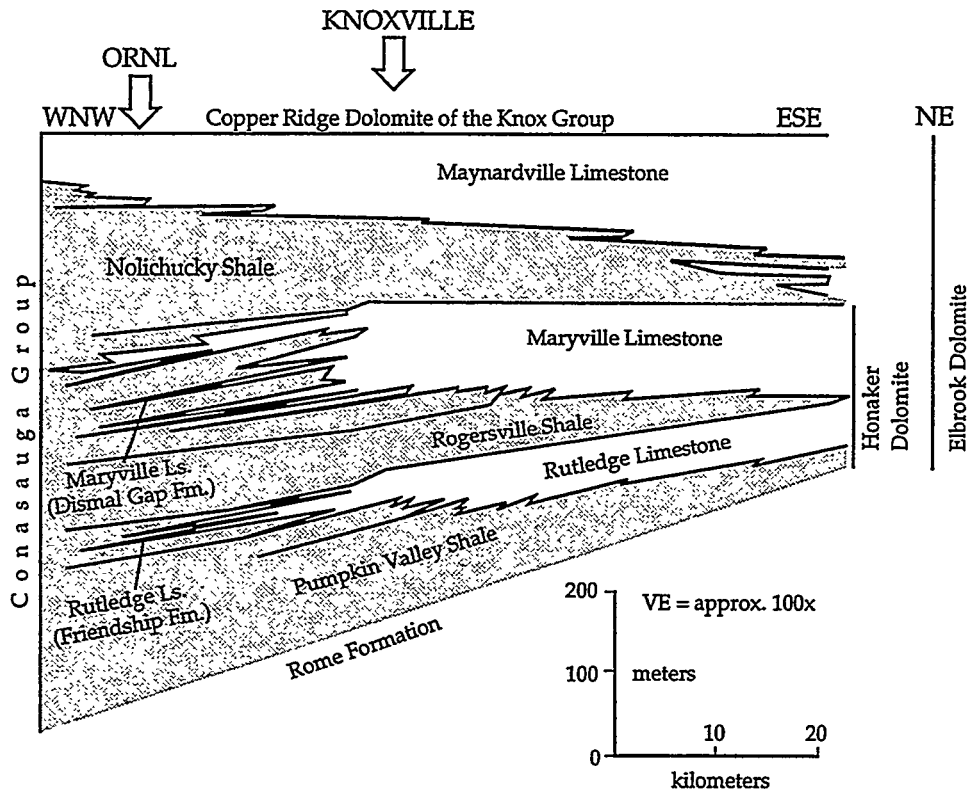 KNOXVILLE
ORNL
WNW
Copper Ridge Dolomite of the Knox Group
ESE
NE
Maynardville Limestone
Nolichucky Shale
Maryville Limestone
Rogersville Shale
Rutledge Limestone
Maryville Ls.
(Dismal Gap Fm.)
Pumpkin Valley Shale
Rutledge Ls.
(Friendship Fm.)
Rome Formation
Conasauga Group
Honaker
Dolomite
Elbrook Dolomite
200
VE = approx. 100x
100
meters
10
20
0
kilometers